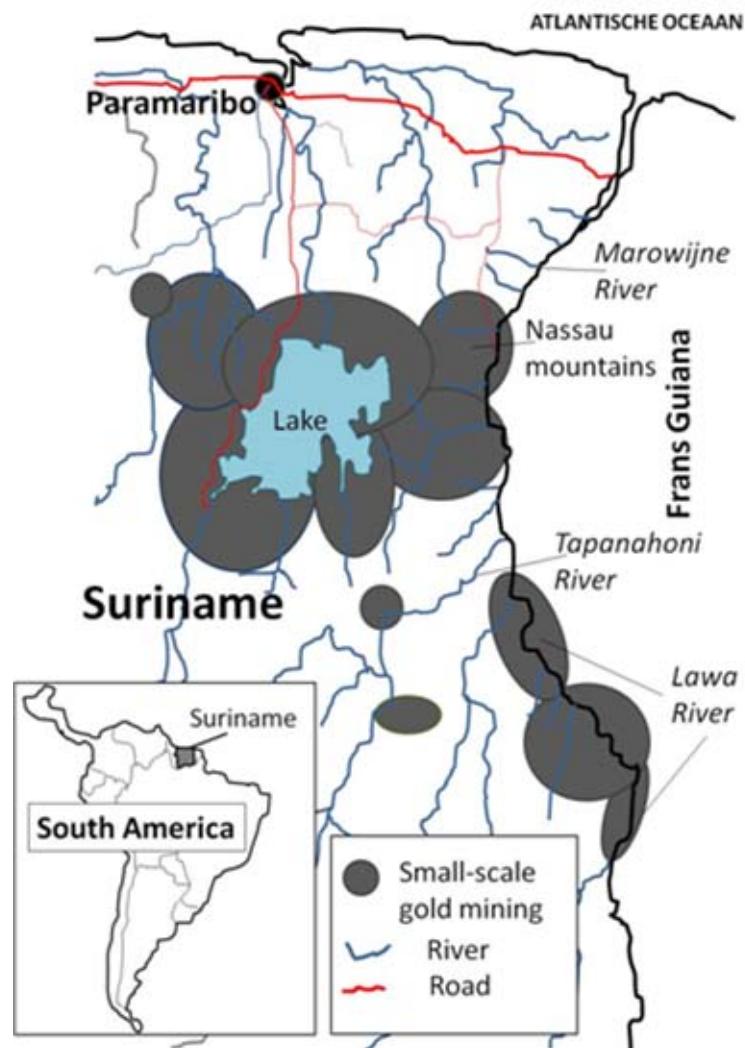 ATLANTISCHE OCEAAN
Paramaribo
Marowijne
River
Nassau
mountains
Frans Guiana
Lake
Tapanahoni
River
Suriname
Lawa
River
Suriname
South America
Small-scale
gold mining
River
Road